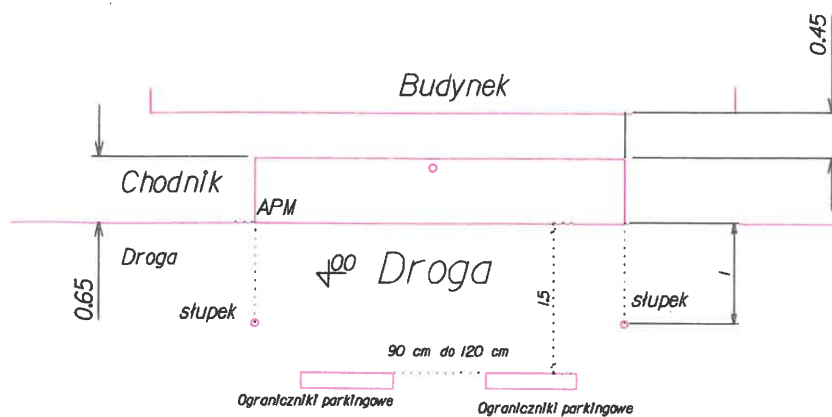 0.45
Budynek
Chodnik
APM
Droga
0.65
±00 Droga
1.5
1
słupek
słupek
90 cm do 120 cm
Ograniczniki parkingowe
Ograniczniki parkingowe